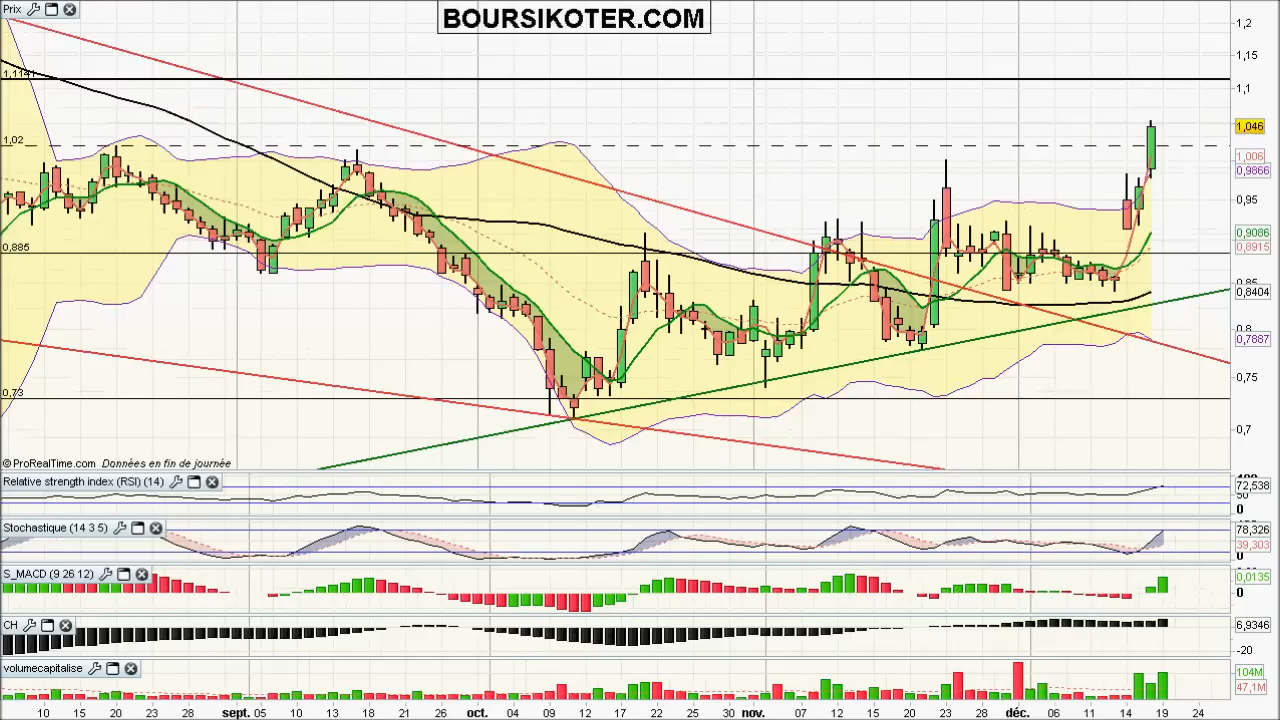 Prix
BOURSIKOTER.COM
1,2
1,15
1,1141
1,1
1,046
1,02
1,006
0,9866
0,95
0,9086
0,885
0,8915
0,85
0,8404
0,8
0,7887
0,75
0,73
0,7
© ProRealTime.com Données en fin de journée
Relative strength index (RSI) (14)
72,538
0
Stochastique (14 3 5)
78,326
39,303
0
S_MACD (9 26 12)
0,0135
0
CH
6,9346
-20
volumecapitalise
104M
47,1M
10 15 20 23 28 sept. 05 08 13 18 21 26 oct. 04 09 12 17 22 25 30 nov. 07 12 15 20 23 28 déc. 06 11 14 19 24